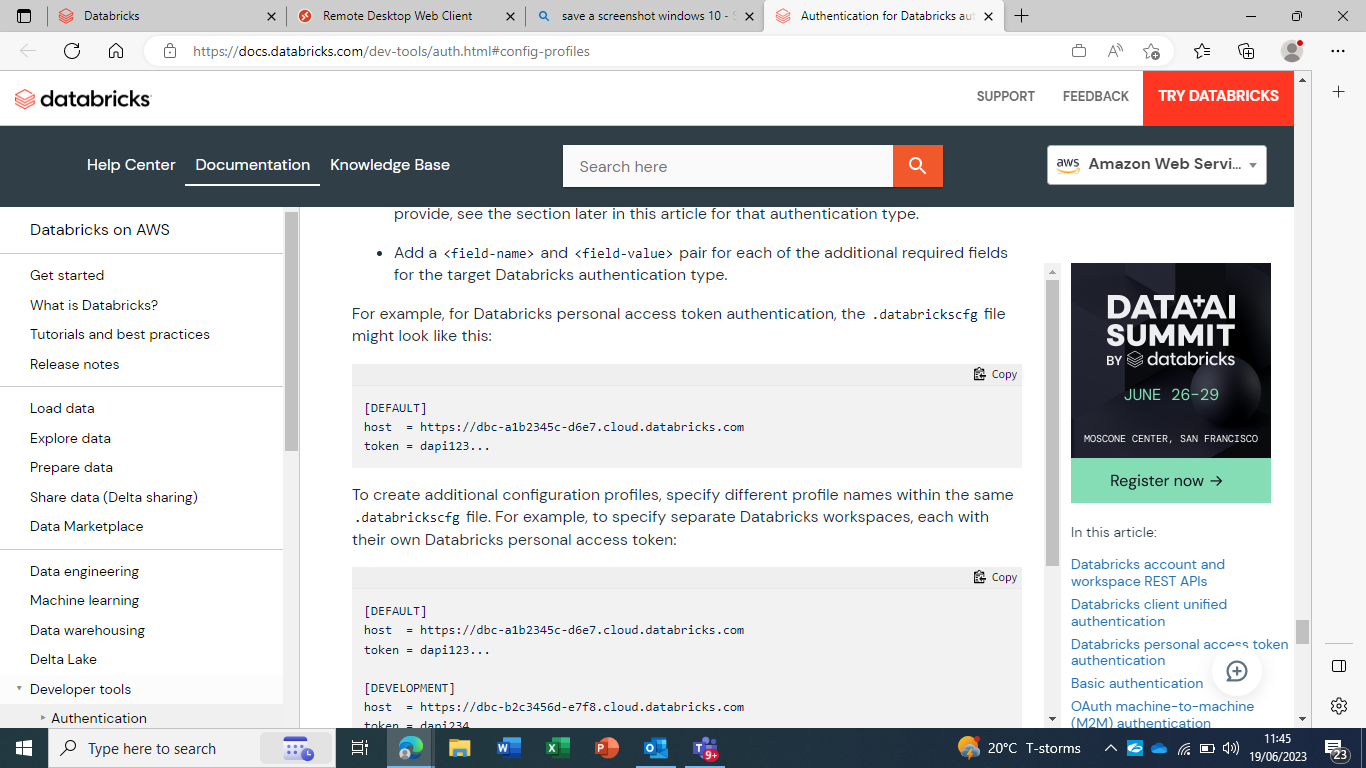 Databricks
Remote Desktop Web Client
save a screenshot windows 10 -
Authentication for Databricks aut
https://docs.databricks.com/dev-tools/auth.html#config-profiles
databricks
SUPPORT
FEEDBACK
TRY DATABRICKS
Help Center
Documentation
Knowledge Base
Search here
aws Amazon Web Servi...
Databricks on AWS
Get started
What is Databricks?
Tutorials and best practices
Release notes
Load data
Explore data
Prepare data
Share data (Delta sharing)
Data Marketplace
Data engineering
Machine learning
Data warehousing
Delta Lake
Developer tools
Authentication
provide, see the section later in this article for that authentication type.
• Add a <field-name> and <field-value> pair for each of the additional required fields
for the target Databricks authentication type.
For example, for Databricks personal access token authentication, the .databrickscfg file
might look like this:
Copy
[DEFAULT]
host = https://dbc-a1b2345c-d6e7.cloud.databricks.com
token = dapi123...
To create additional configuration profiles, specify different profile names within the same
.databrickscfg file. For example, to specify separate Databricks workspaces, each with
their own Databricks personal access token:
Copy
[DEFAULT]
host = https://dbc-a1b2345c-d6e7.cloud.databricks.com
token = dapi123...
[DEVELOPMENT]
host = https://dbc-b2c3456d-e7f8.cloud.databricks.com
token = dapi234
DATA+AI
SUMMIT
BY databricks
JUNE 26-29
MOSCONE CENTER, SAN FRANCISCO
Register now →
In this article:
Databricks account and
workspace REST APIs
Databricks client unified
authentication
Databricks personal access token
authentication
Basic authentication
OAuth machine-to-machine
(M2M) authentication
Type here to search
9+
20°C T-storms
11:45
19/06/2023
23